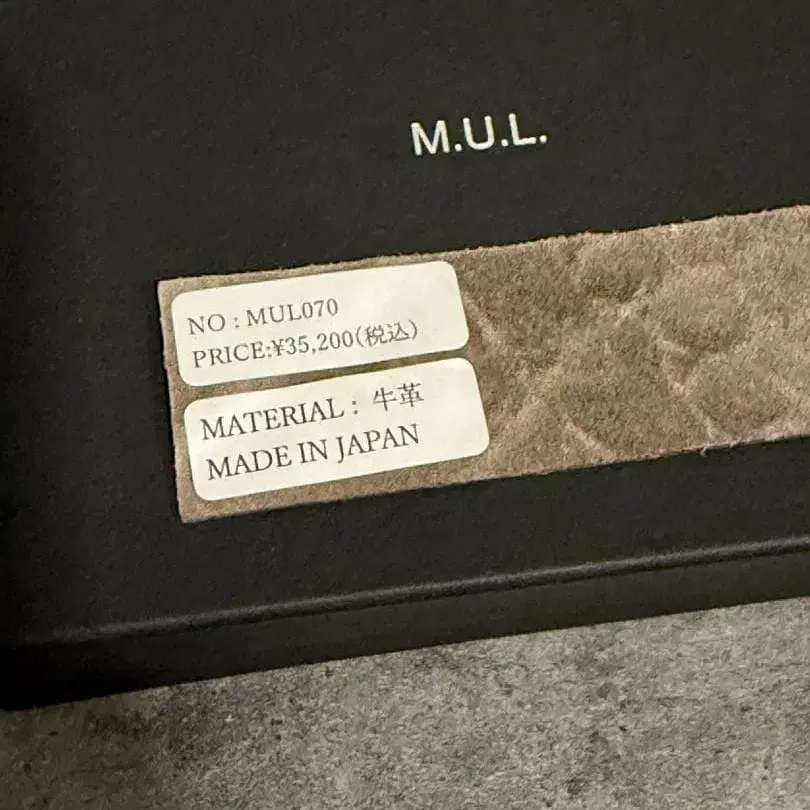 M.U.L.
NO : MUL070
PRICE:¥35,200(税込)
MATERIAL : 牛革
MADE IN JAPAN